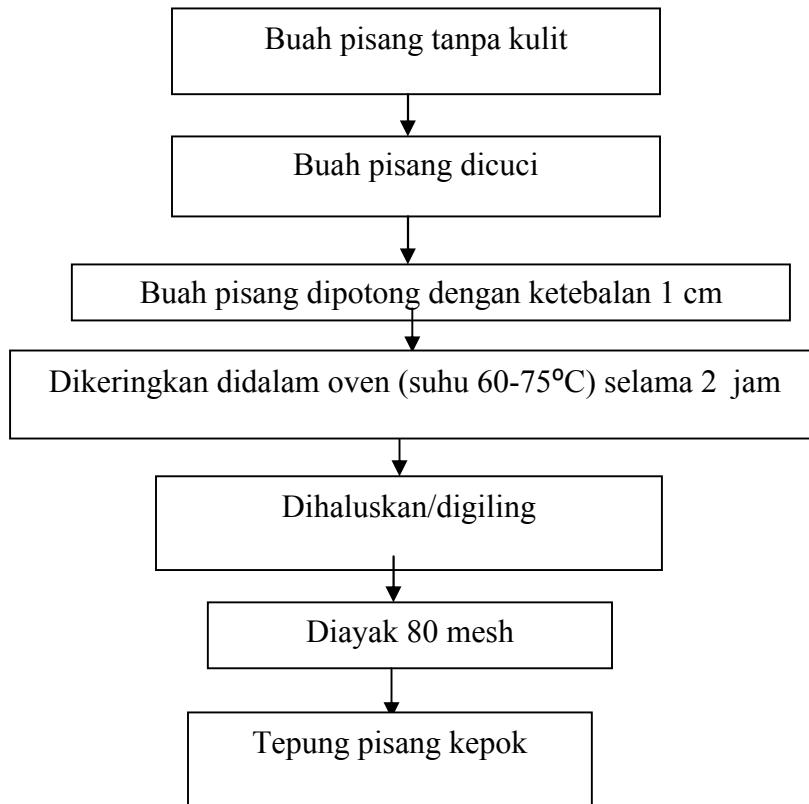 Buah pisang tanpa kulit
Buah pisang dicuci
Buah pisang dipotong dengan ketebalan 1 cm
Dikeringkan didalam oven (suhu 60-75⁰C) selama 2 jam
Dihaluskan/digiling
Diayak 80 mesh
Tepung pisang kepok